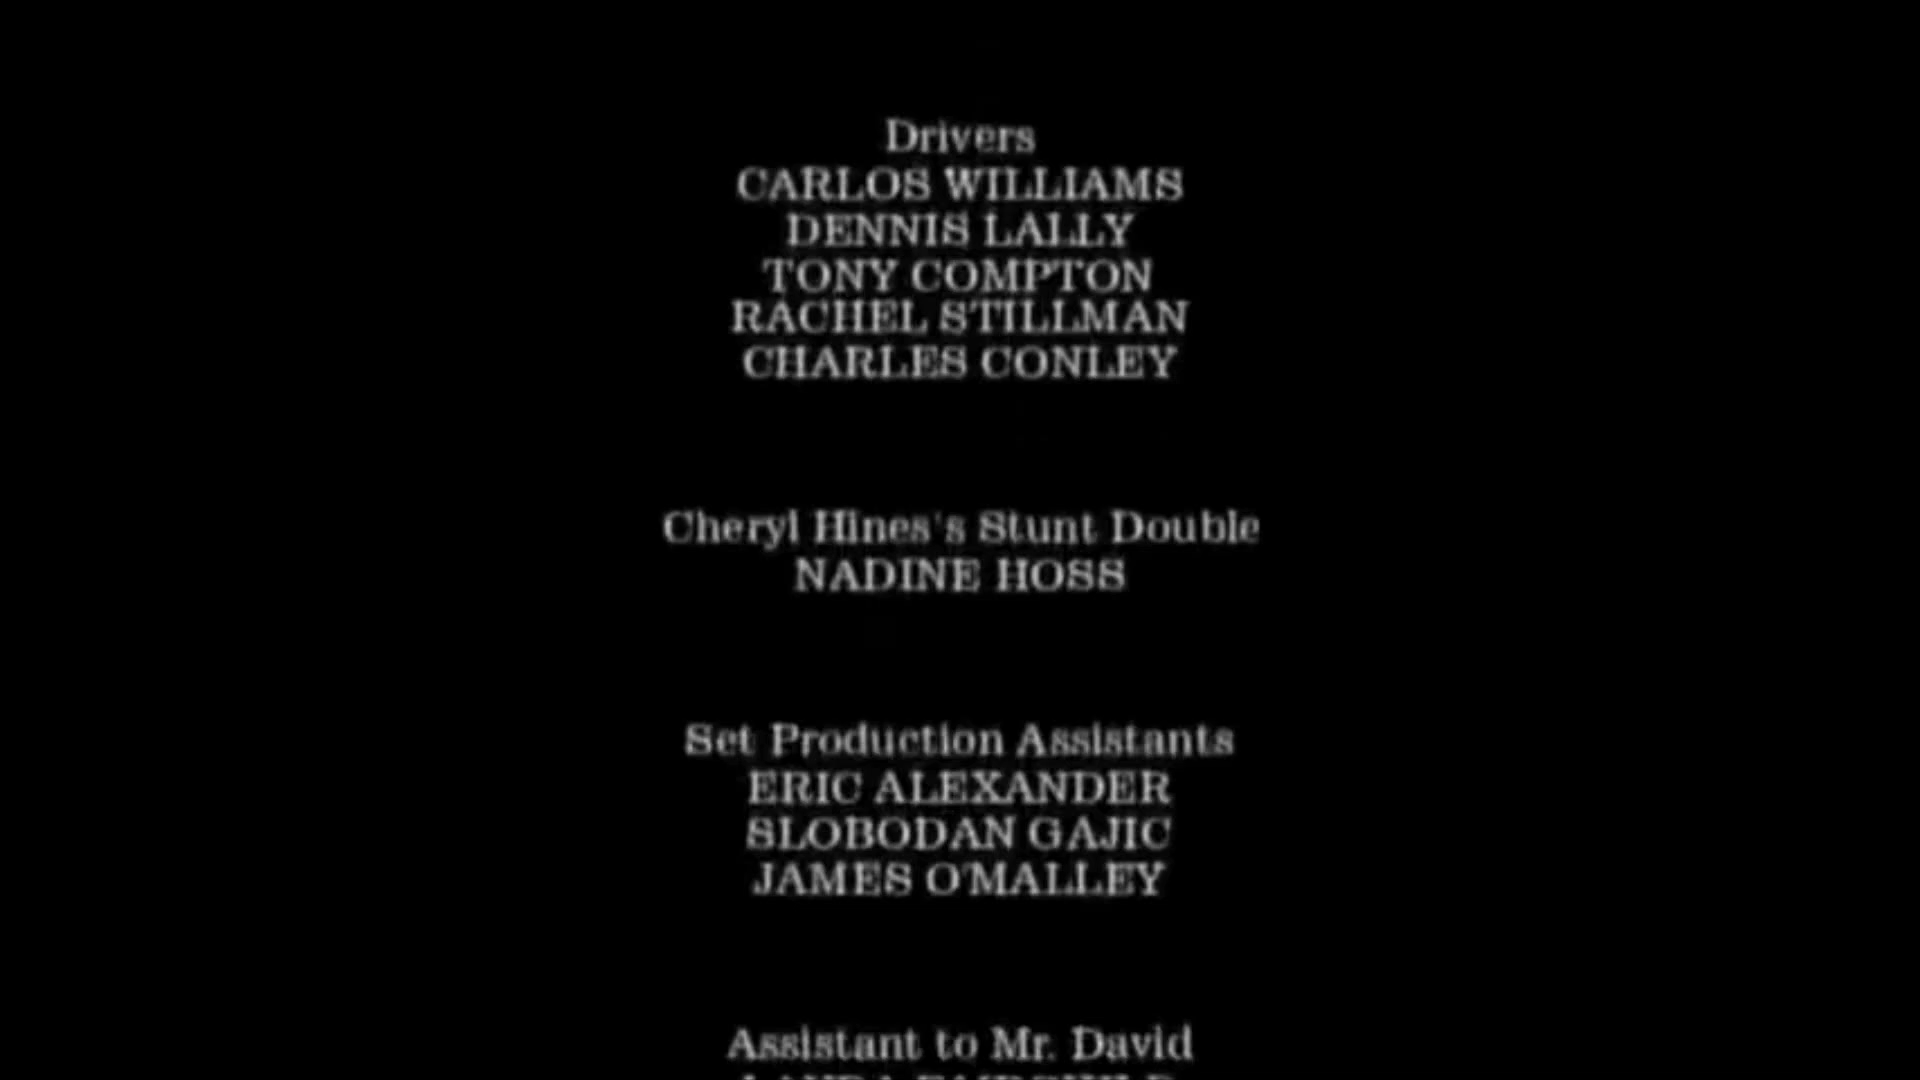 Drivers
CARLOS WILLIAMS
DENNIS LALLY
TONY COMPTON
RACHEL STILLMAN
CHARLES CONLEY
Cheryl Hines's Stunt Double
NADINE HOSS
Set Production Assistants
ERIC ALEXANDER
SLOBODAN GAJIC
JAMES O'MALLEY
Assistant to Mr. David